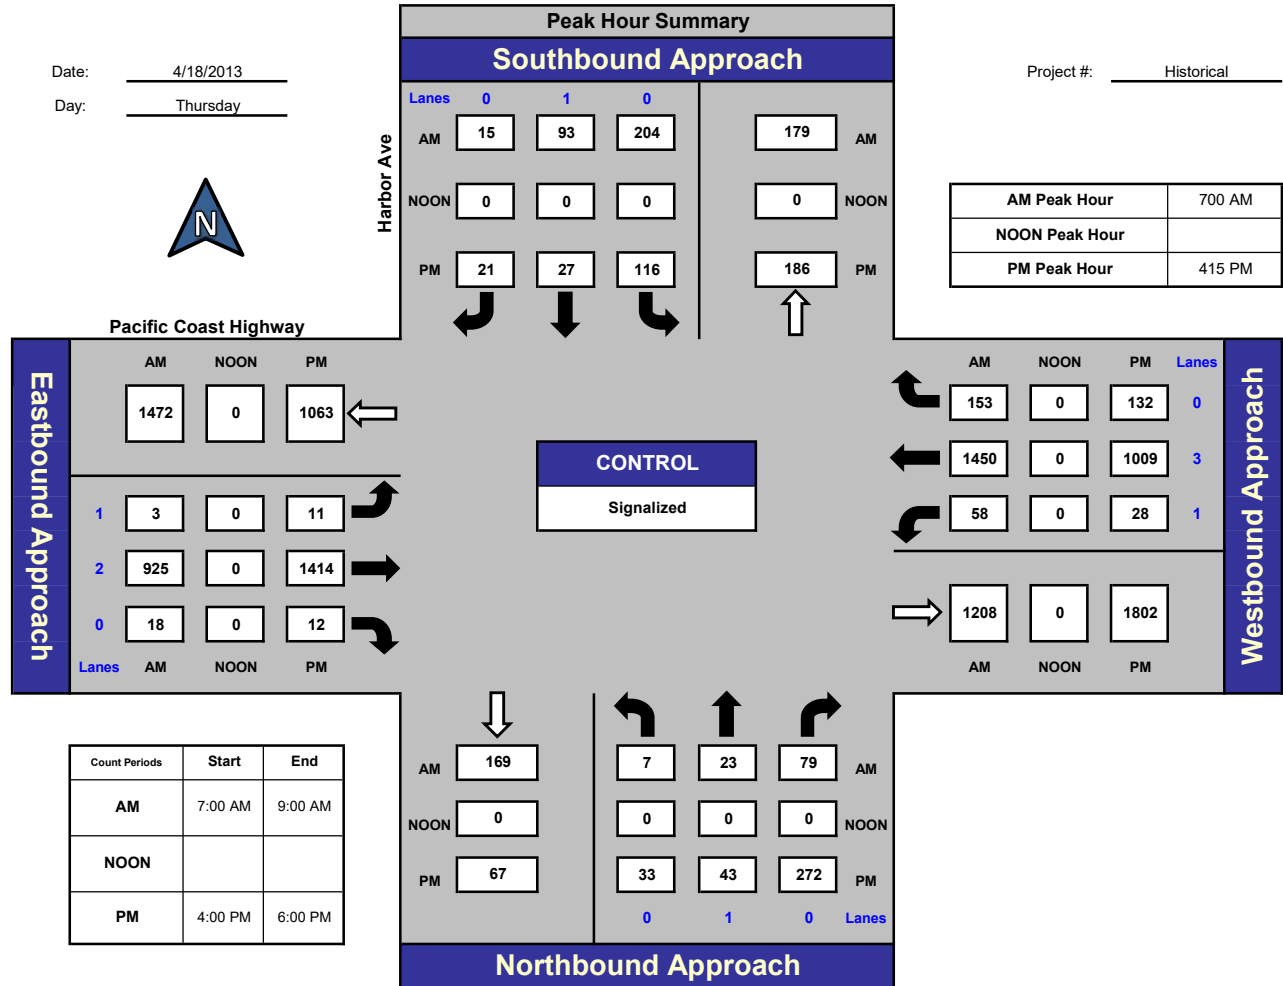 Peak Hour Summary
Southbound Approach
Date: 4/18/2013
Project #: Historical
Day: Thursday
Lanes 0 1 0
AM 15 93 204 179 AM
Harbor Ave
N
NOON 0 0 0 0 NOON
AM Peak Hour 700 AM
NOON Peak Hour
PM Peak Hour 415 PM
PM 21 27 116 186 PM
Pacific Coast Highway
Eastbound Approach
AM NOON PM
1472 0 1063
1 3 0 11
2 925 0 1414
0 18 0 12
Lanes AM NOON PM
CONTROL
Signalized
AM NOON PM Lanes
153 0 132 0
1450 0 1009 3
58 0 28 1
1208 0 1802
AM NOON PM
Westbound Approach
Count Periods Start End
AM 7:00 AM 9:00 AM
NOON
PM 4:00 PM 6:00 PM
AM 169 7 23 79 AM
NOON 0 0 0 0 NOON
PM 67 33 43 272 PM
0 1 0 Lanes
Northbound Approach